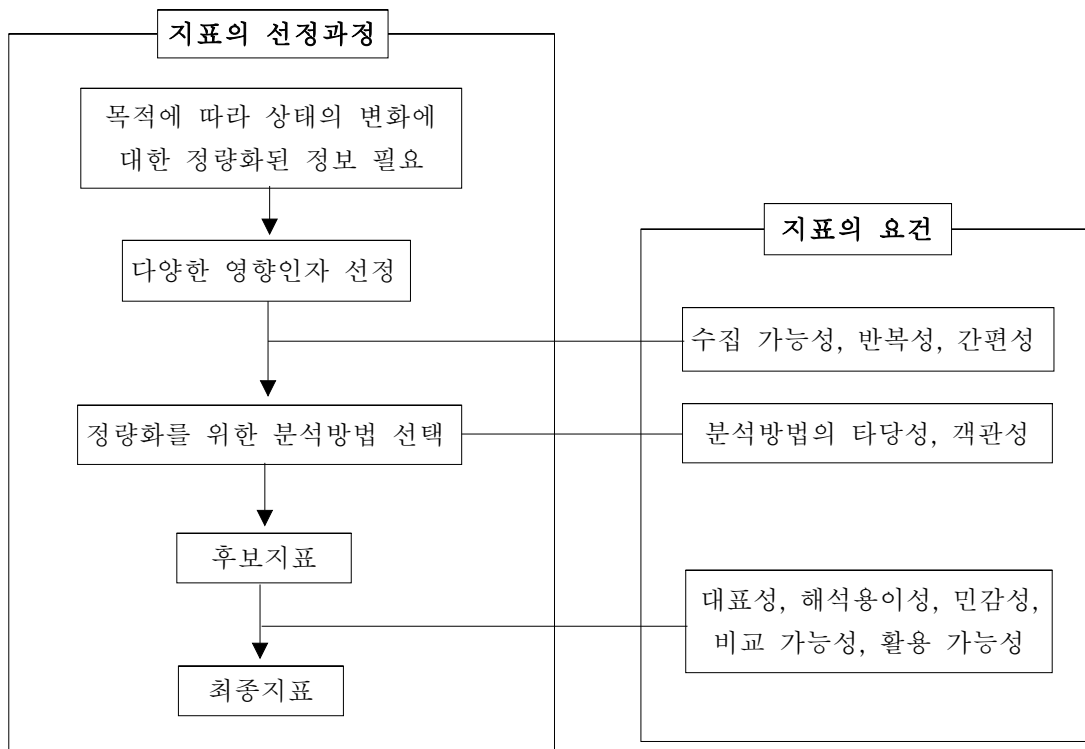 지표의 선정과정
목적에 따라 상태의 변화에
대한 정량화된 정보 필요
다양한 영향인자 선정
정량화를 위한 분석방법 선택
후보지표
최종지표
지표의 요건
수집 가능성, 반복성, 간편성
분석방법의 타당성, 객관성
대표성, 해석용이성, 민감성,
비교 가능성, 활용 가능성